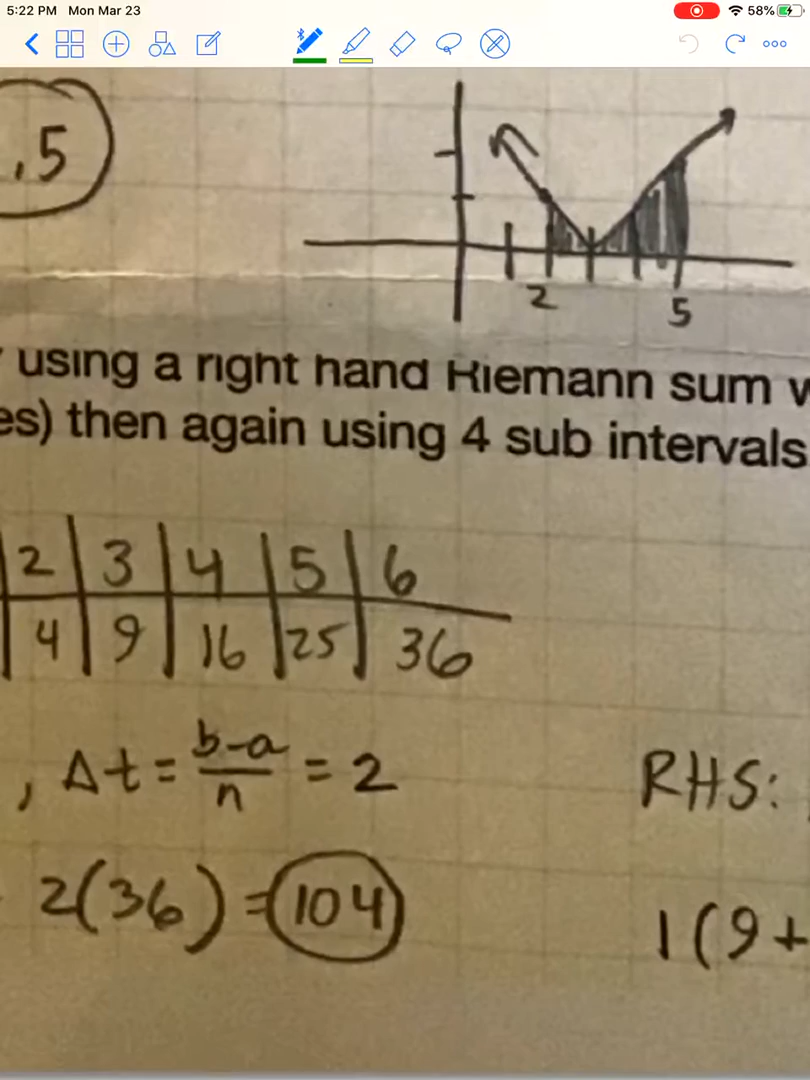 5:22 PM Mon Mar 23 58%
.5
2 5
using a right hand Riemann sum
es) then again using 4 sub intervals
2 3 4 5 6
4 9 16 25 36
, Δt = b-a/n = 2
RHS:
2(36) = 104
1(9+